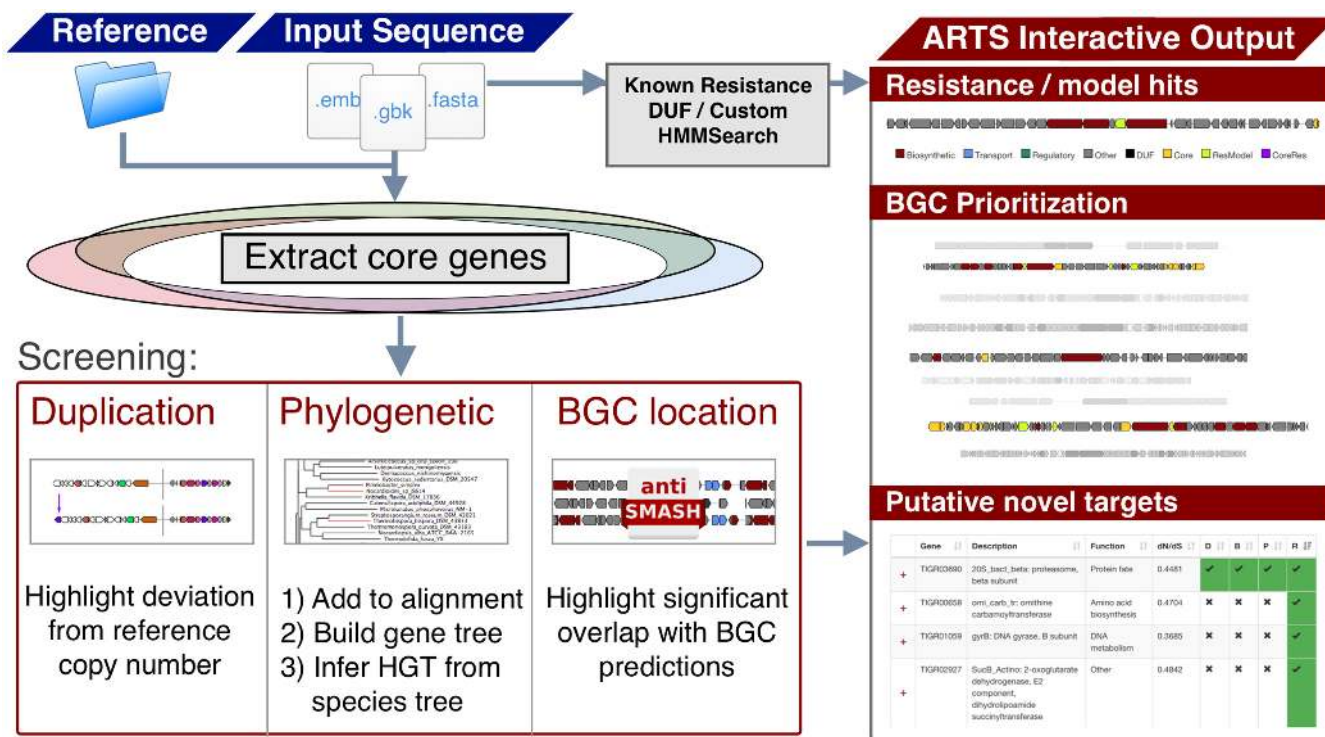 Reference
Input Sequence
.emb
.gbk
.fasta
Known Resistance
DUF / Custom
HMMSearch
Extract core genes
Screening:
Duplication
Highlight deviation
from reference
copy number
Phylogenetic
1) Add to alignment
2) Build gene tree
3) Infer HGT from
species tree
BGC location
anti
SMASH
Highlight significant
overlap with BGC
predictions
ARTS Interactive Output
Resistance / model hits
Biosynthetic Transport Regulatory Other DUF Core ResModel CoreRes
BGC Prioritization
Putative novel targets
Gene Description Function dN/dS D B P R
+ TIGR03690 20S_bact_beta: proteasome, Protein fate 0.4481 ✔ ✔ ✔ ✔
beta subunit
+ TIGR00658 orni_carb_tr: ornithine Amino acid 0.4704 ✖ ✖ ✖ ✔
carbamoyltransferase biosynthesis
+ TIGR01059 gyrB: DNA gyrase, B subunit DNA 0.3685 ✖ ✖ ✖ ✔
metabolism
+ TIGR02927 SucB_Actino: 2-oxoglutarate Other 0.4842 ✖ ✖ ✖ ✔
dehydrogenase, E2
component,
dihydrolipoamide
succinyltransferase